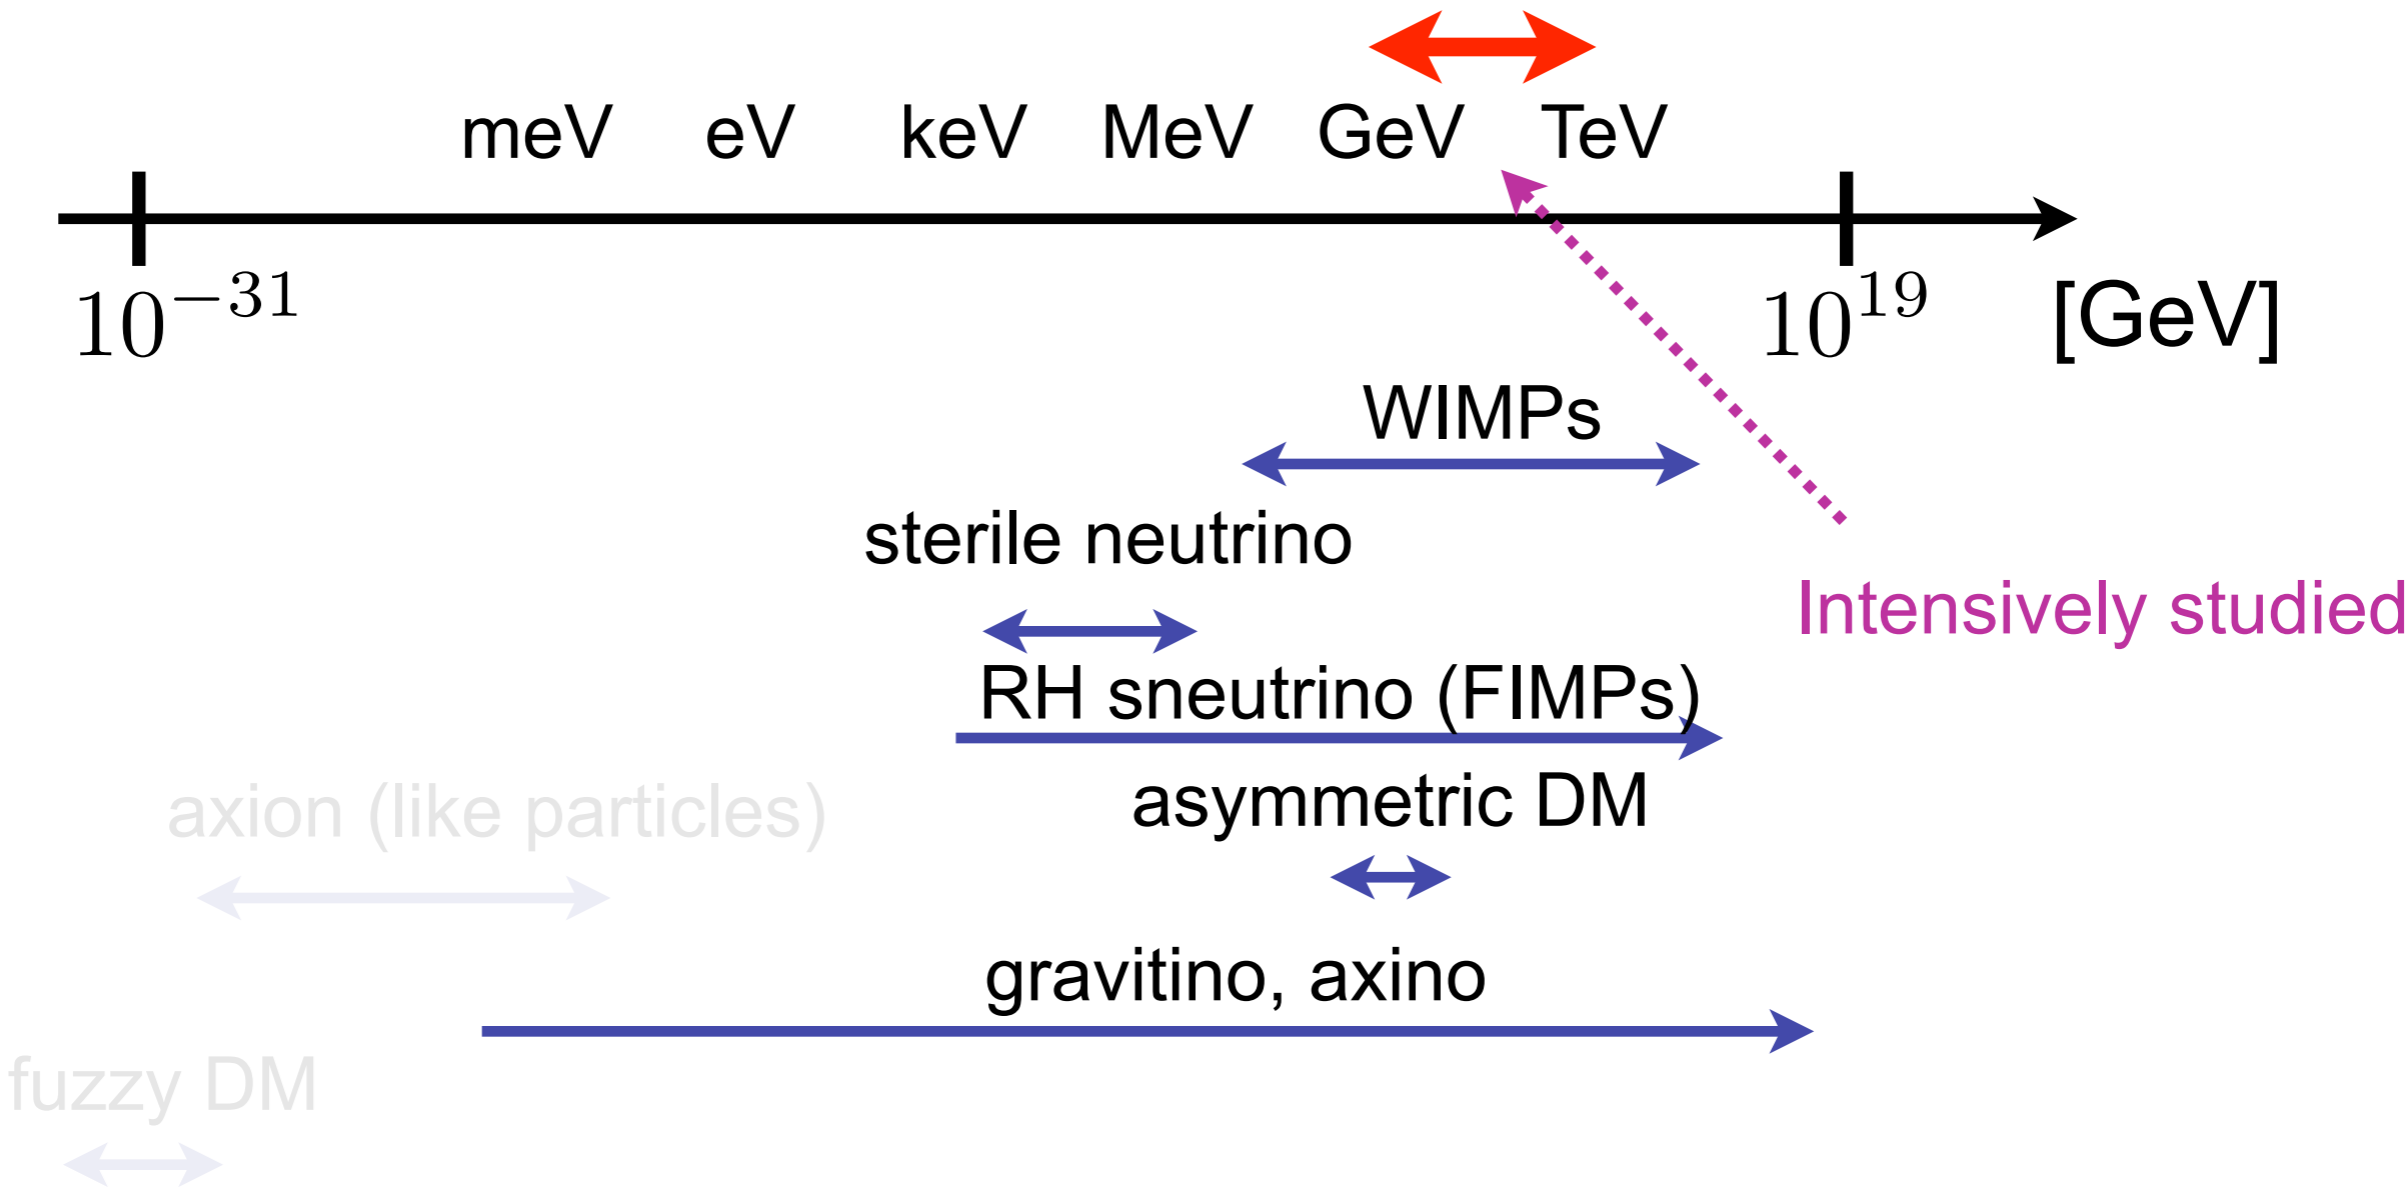 meV eV keV MeV GeV TeV
10^{-31} 10^{19} [GeV]
WIMPs
sterile neutrino
Intensively studied
RH sneutrino (FIMPs)
axion (like particles)
asymmetric DM
gravitino, axino
fuzzy DM